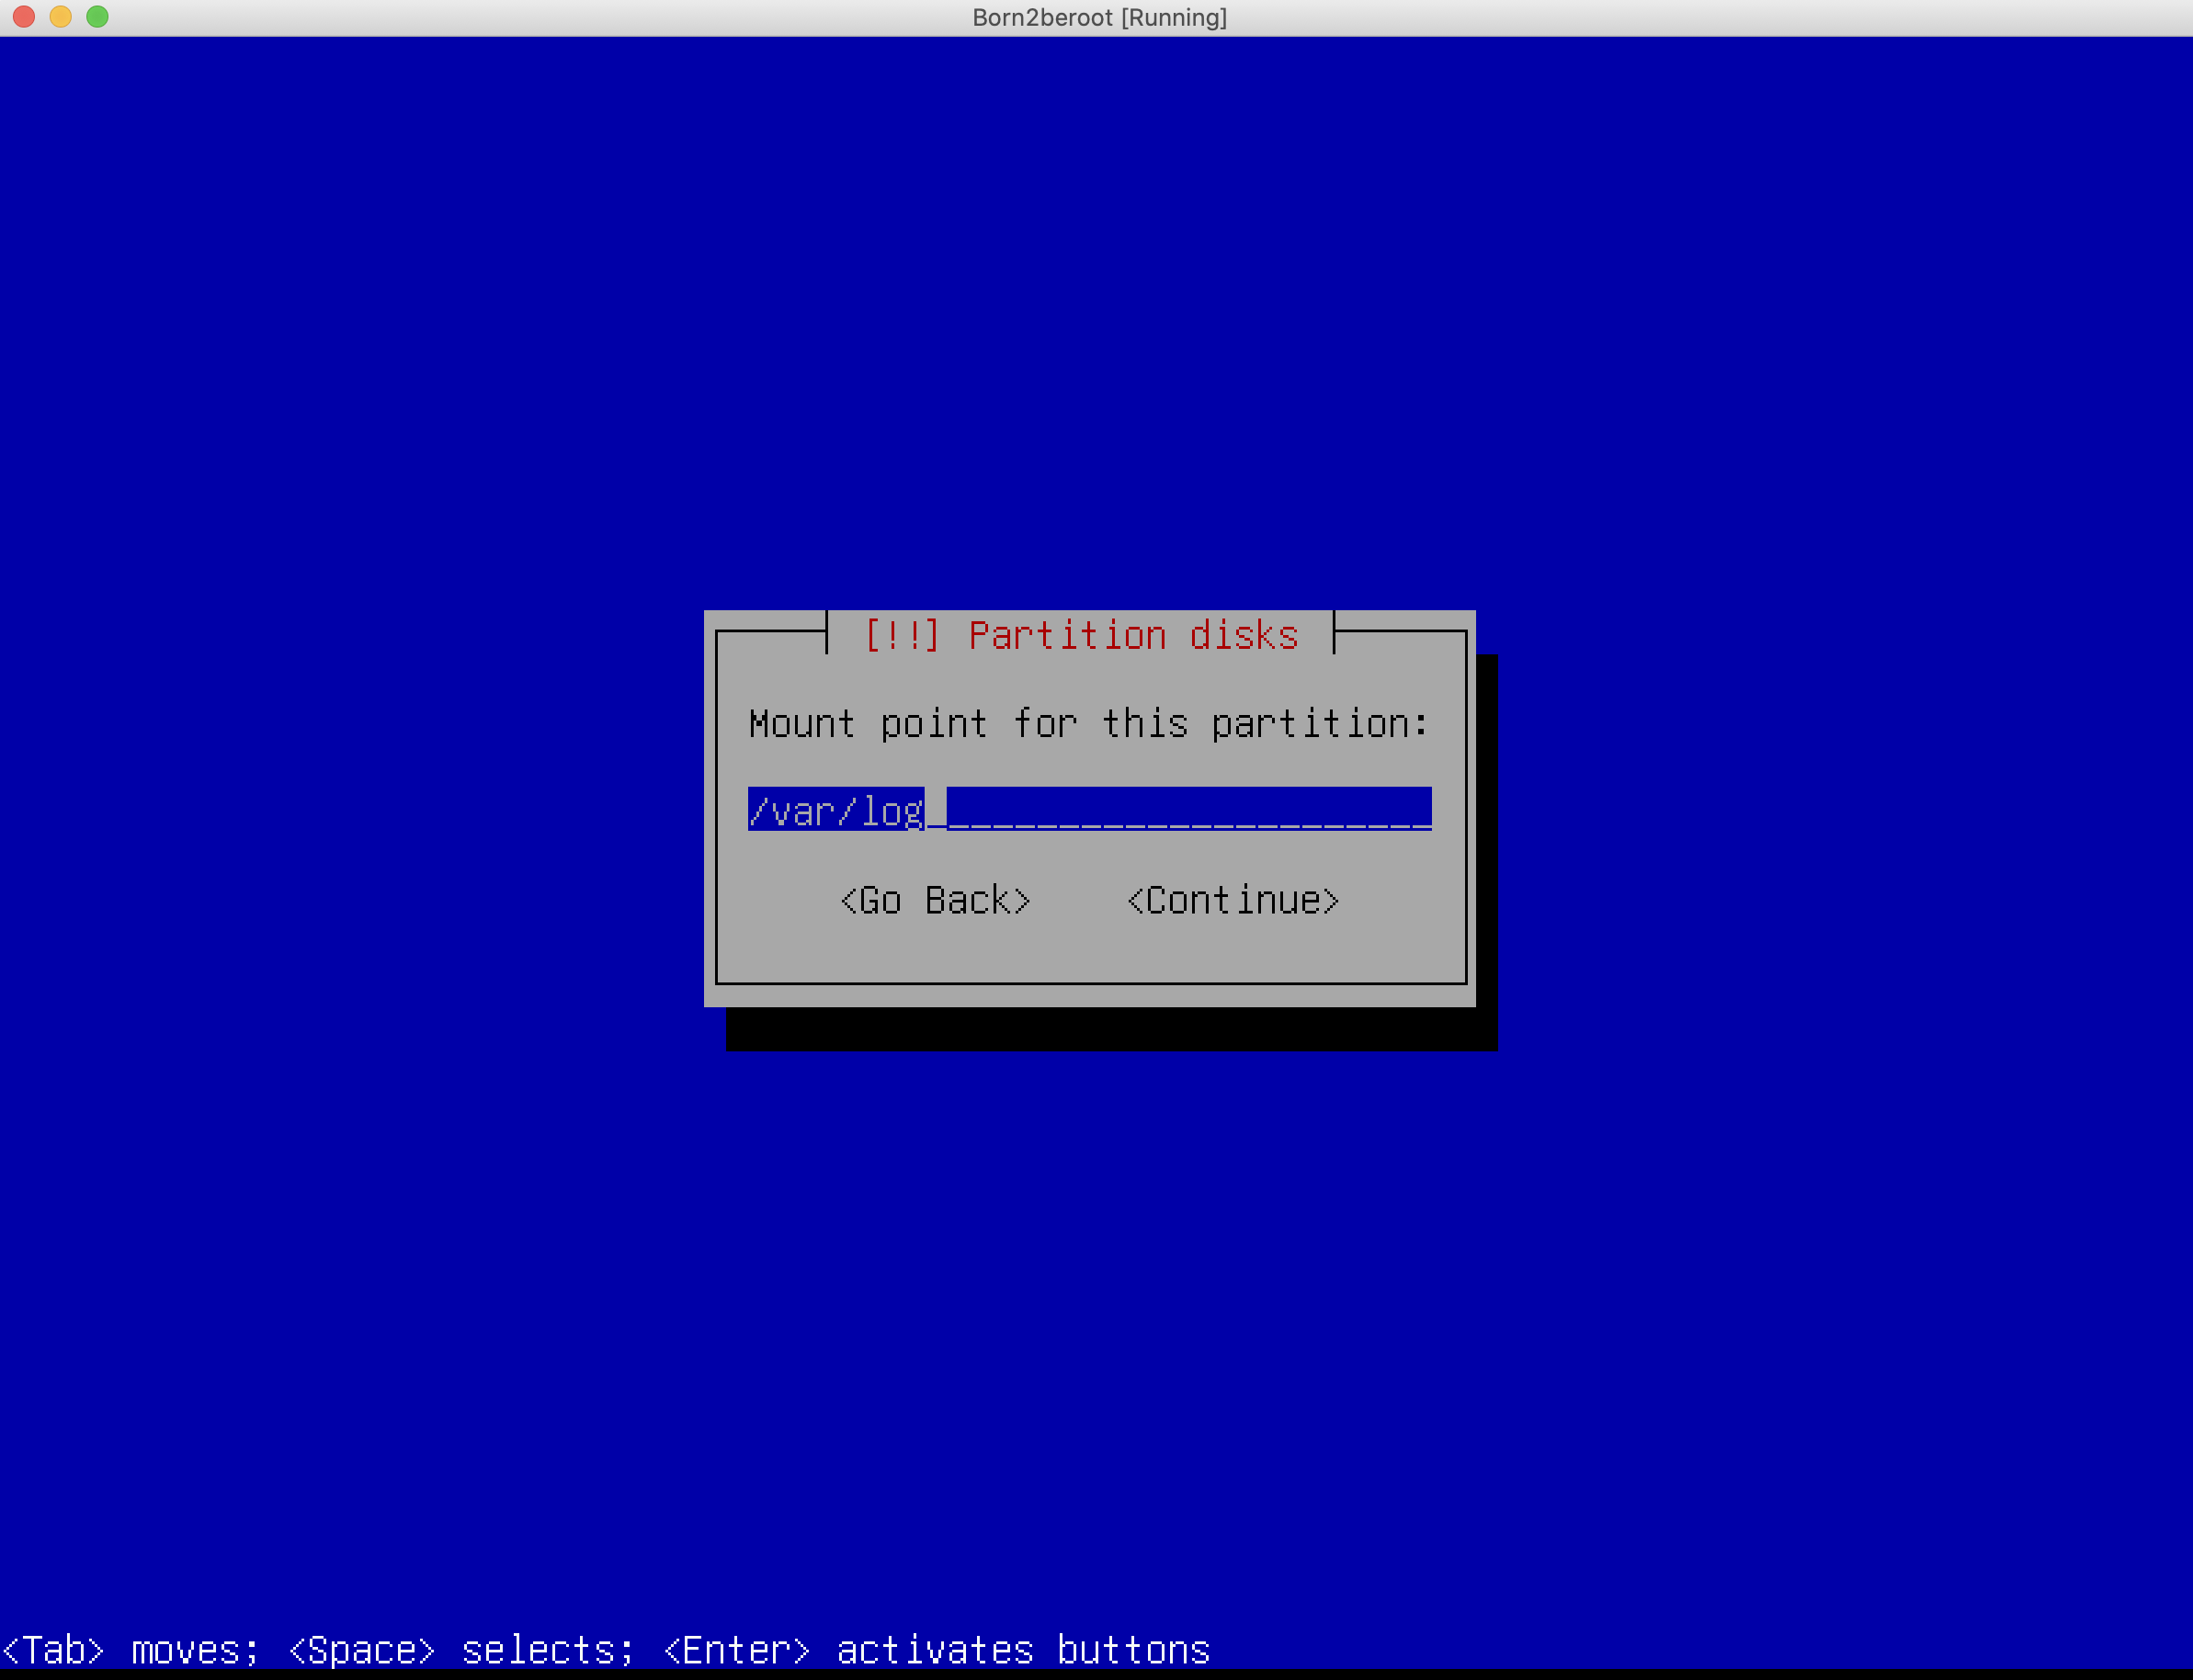 Born2beroot [Running]
[!!] Partition disks
Mount point for this partition:
/var/log
<Go Back> <Continue>
<Tab> moves; <Space> selects; <Enter> activates buttons